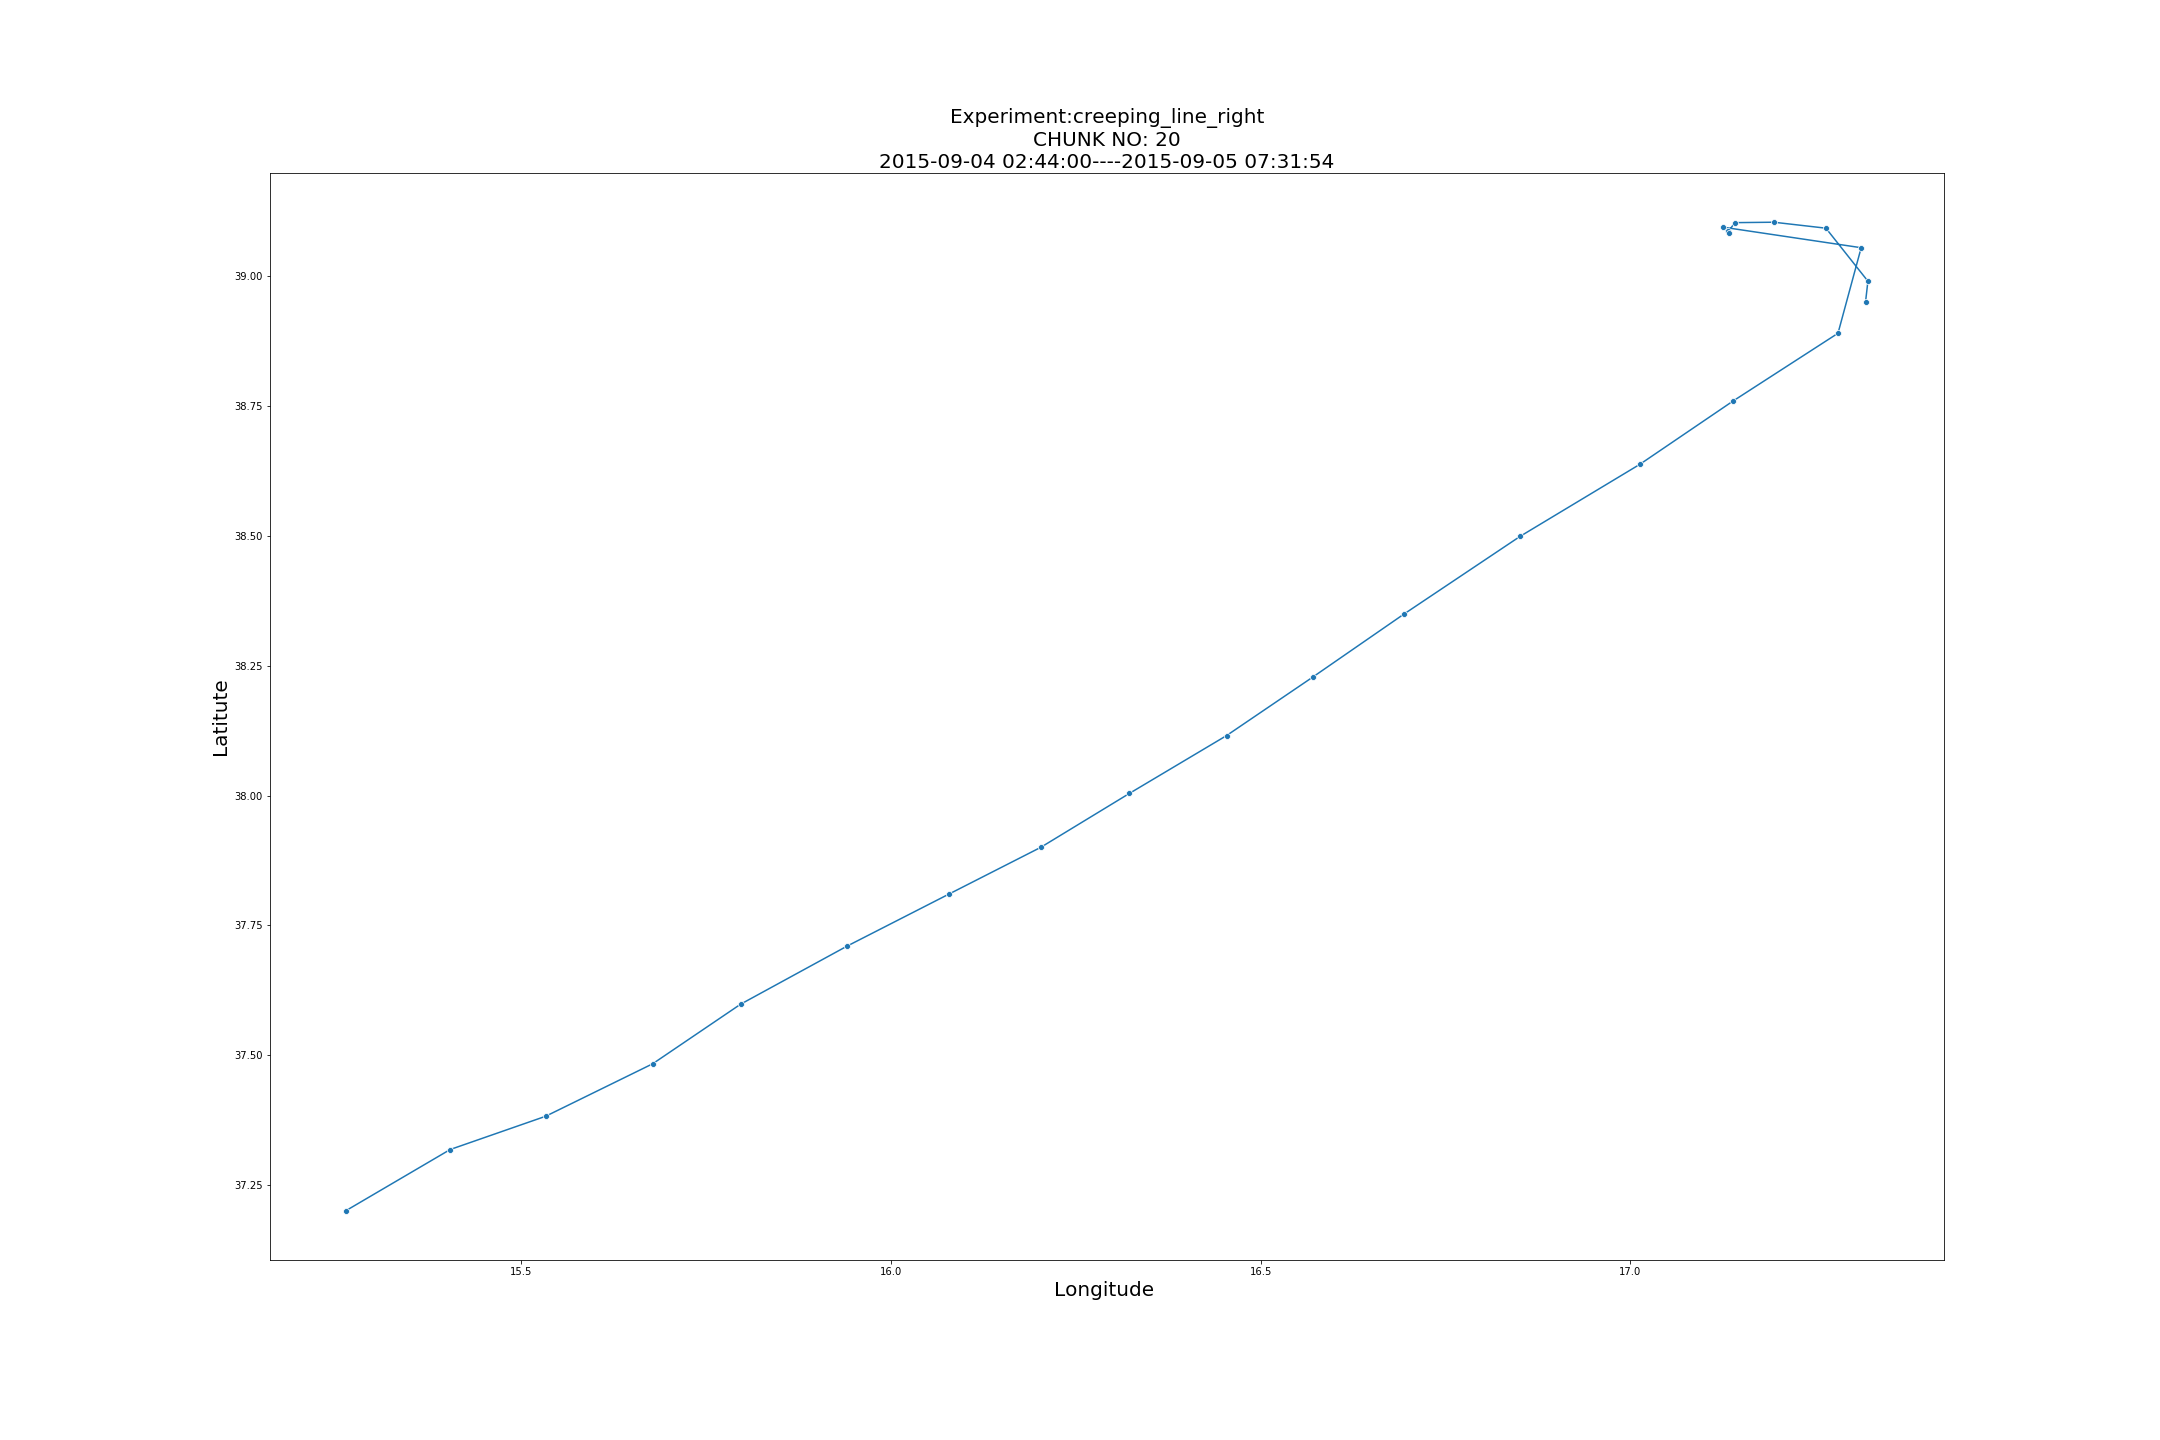 Experiment:creeping_line_right
CHUNK NO: 20
2015-09-04 02:44:00----2015-09-05 07:31:54
39.00
38.75
38.50
38.25
38.00
37.75
37.50
37.25
Latitute
15.5 16.0 16.5 17.0
Longitude